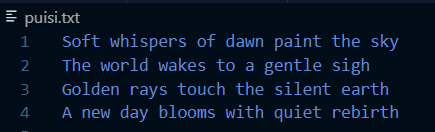 puisi.txt
1 Soft whispers of dawn paint the sky
2 The world wakes to a gentle sigh
3 Golden rays touch the silent earth
4 A new day blooms with quiet rebirth